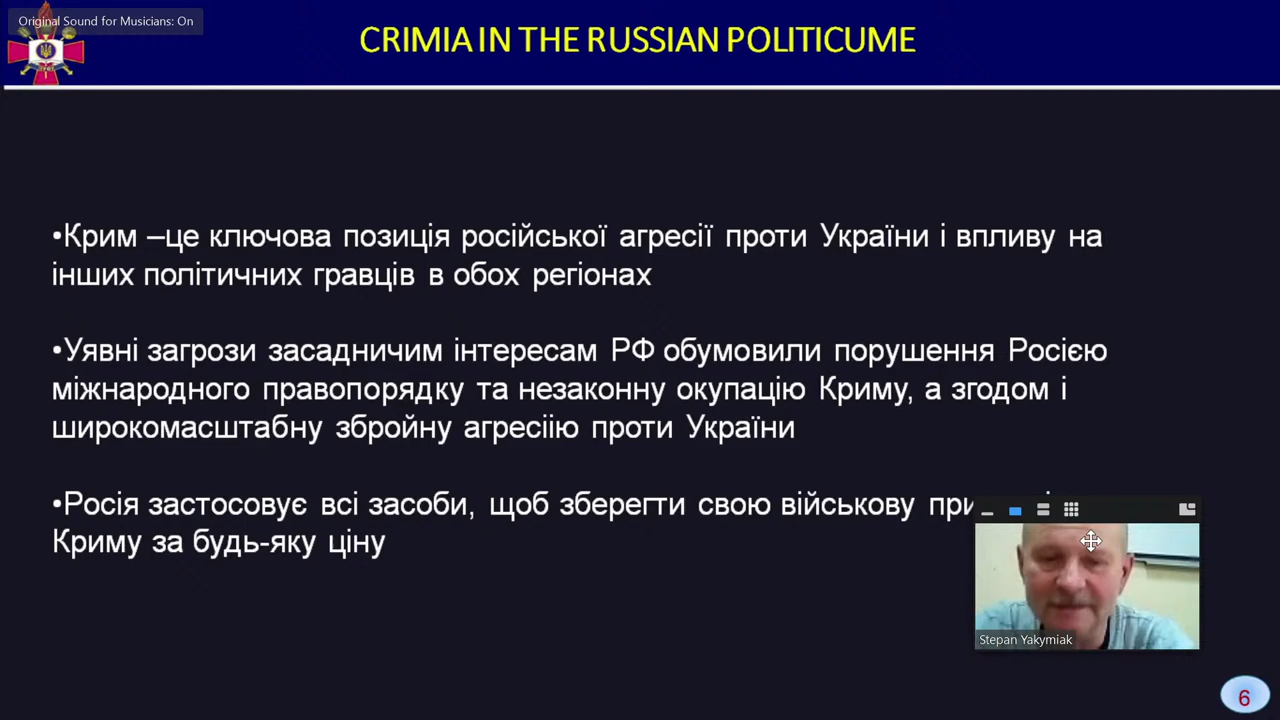 Original Sound for Musicians: On
CRIMIA IN THE RUSSIAN POLITICUME
•Крим –це ключова позиція російської агресії проти України і впливу на
інших політичних гравців в обох регіонах
•Уявні загрози засадничим інтересам РФ обумовили порушення Росією
міжнародного правопорядку та незаконну окупацію Криму, а згодом і
широкомасштабну збройну агресіію проти України
•Росія застосовує всі засоби, щоб зберегти свою військову
Криму за будь-яку ціну
Stepan Yakymiak
6